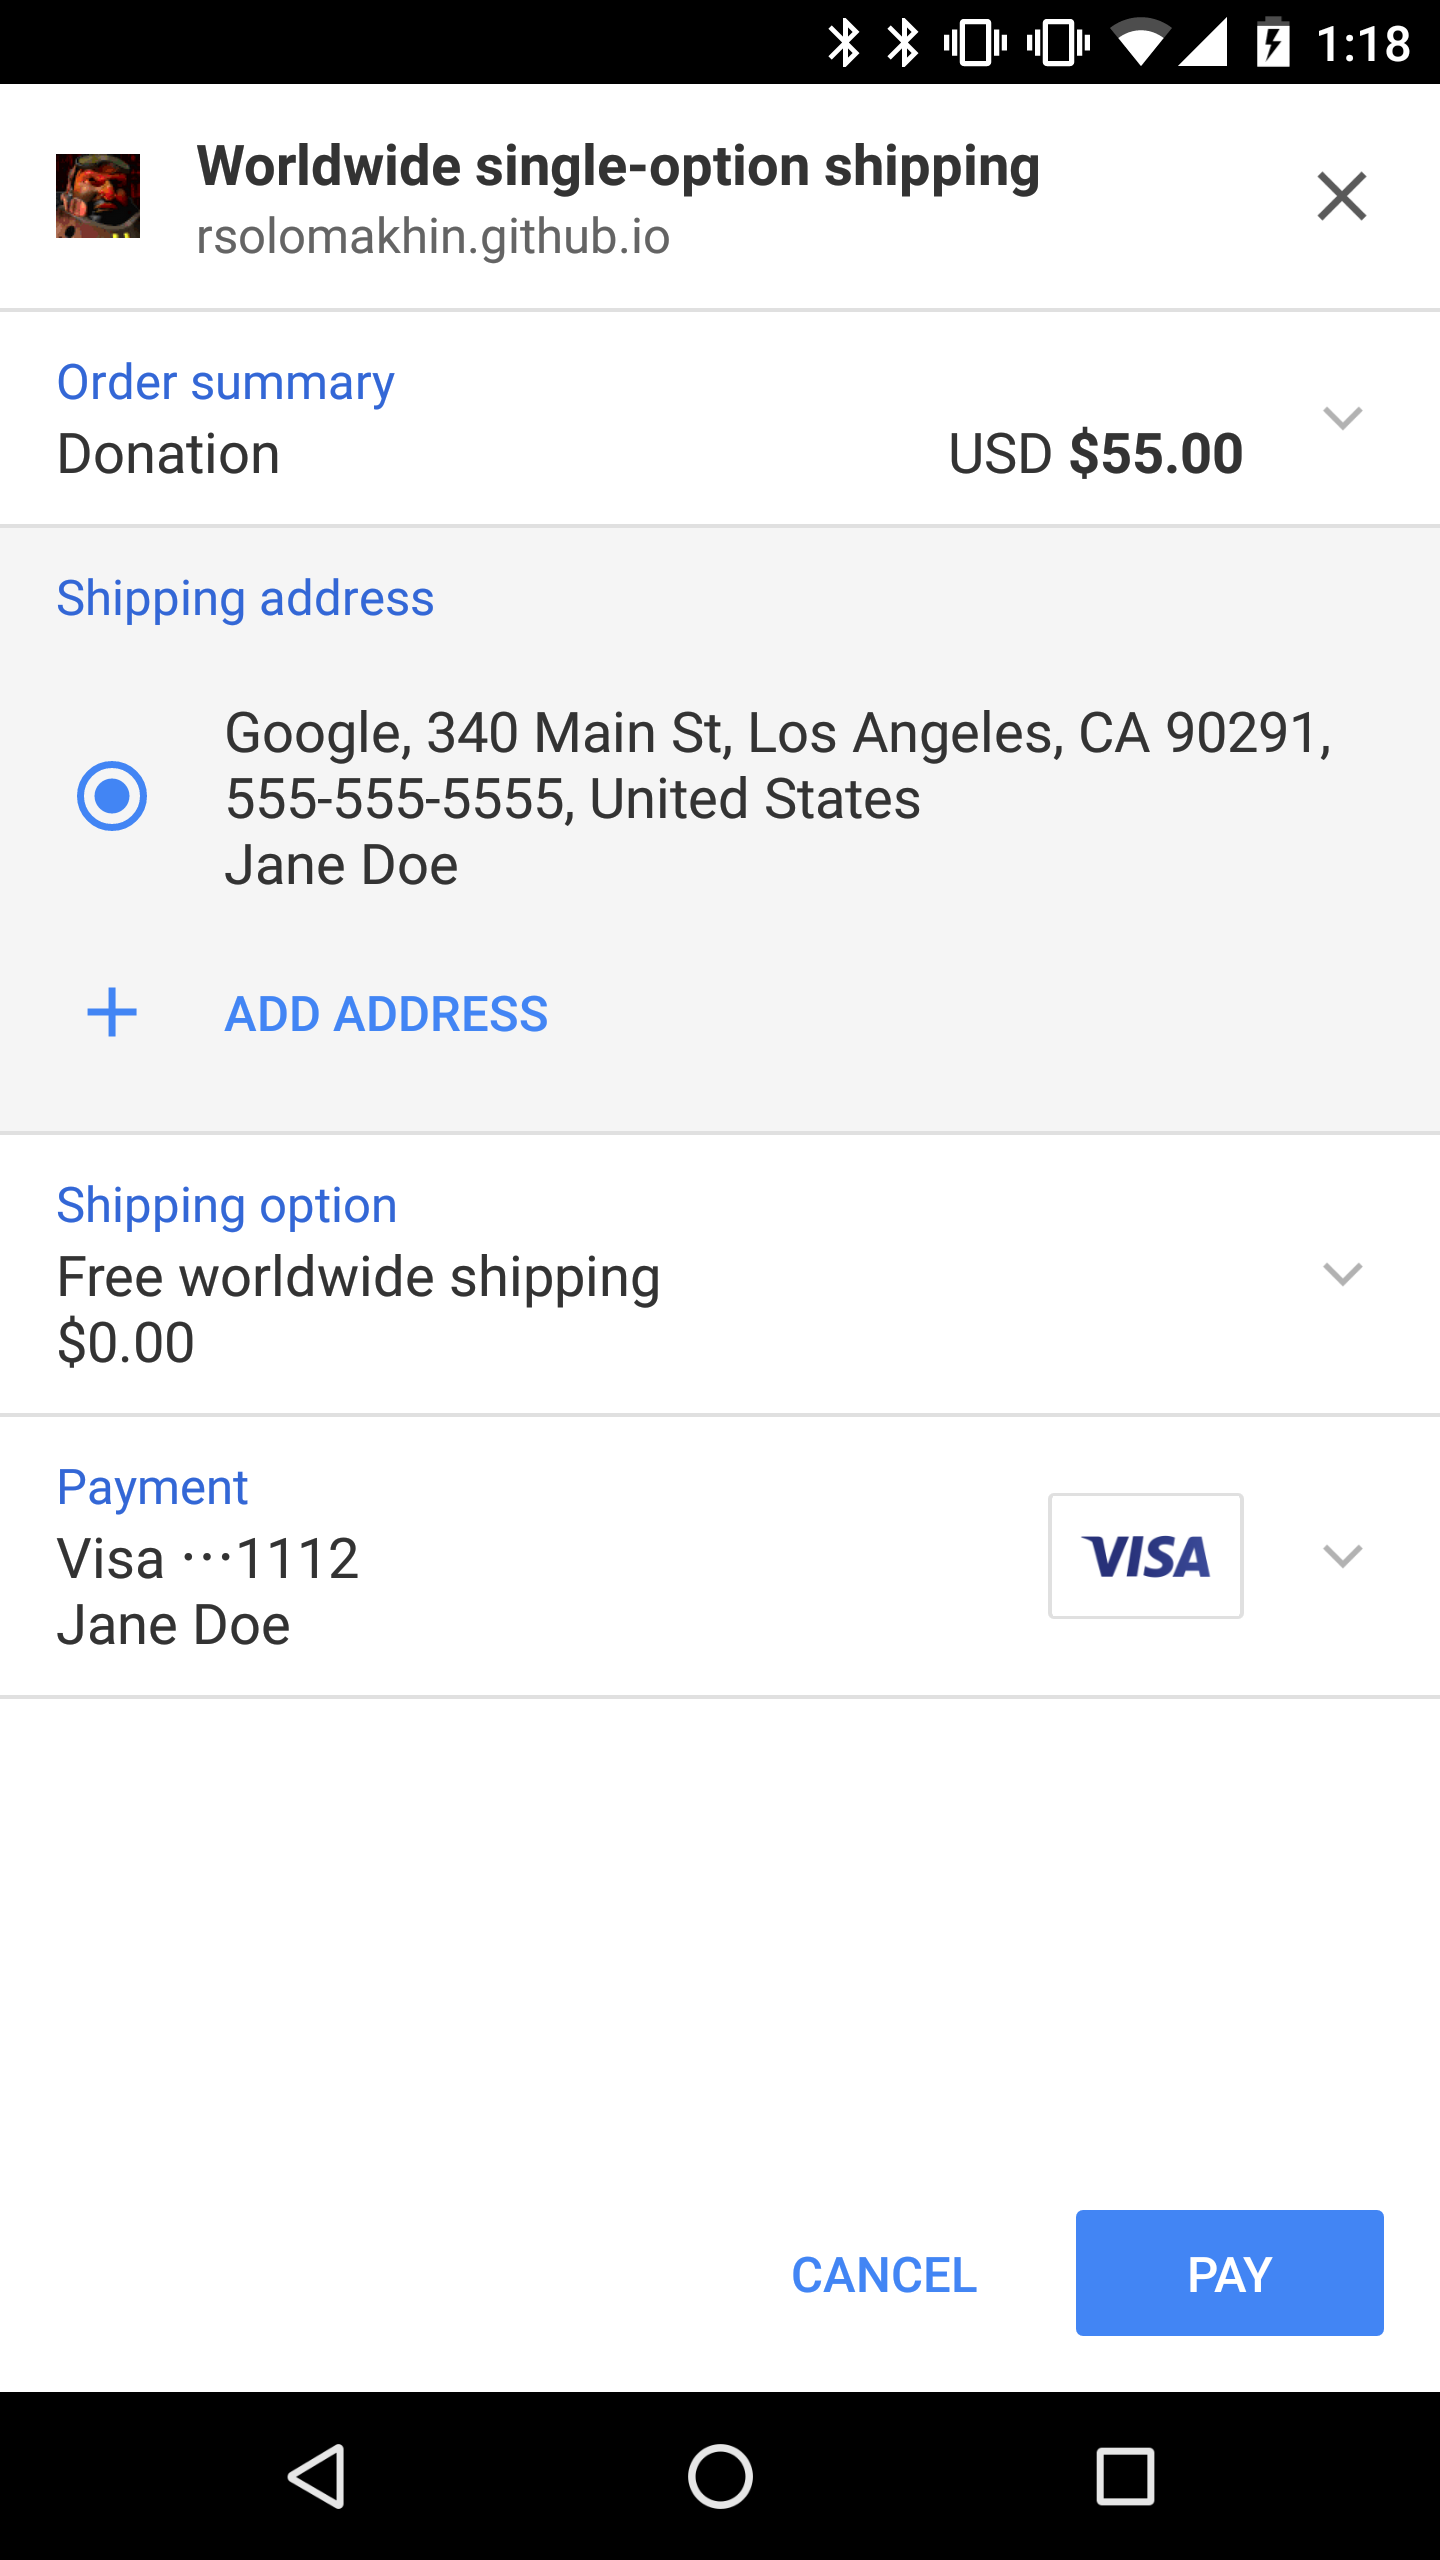 1:18
Worldwide single-option shipping
rsolomakhin.github.io
Order summary
Donation USD $55.00
Shipping address
Google, 340 Main St, Los Angeles, CA 90291,
555-555-5555, United States
Jane Doe
ADD ADDRESS
Shipping option
Free worldwide shipping
$0.00
Payment
Visa ···1112
VISA
Jane Doe
CANCEL PAY